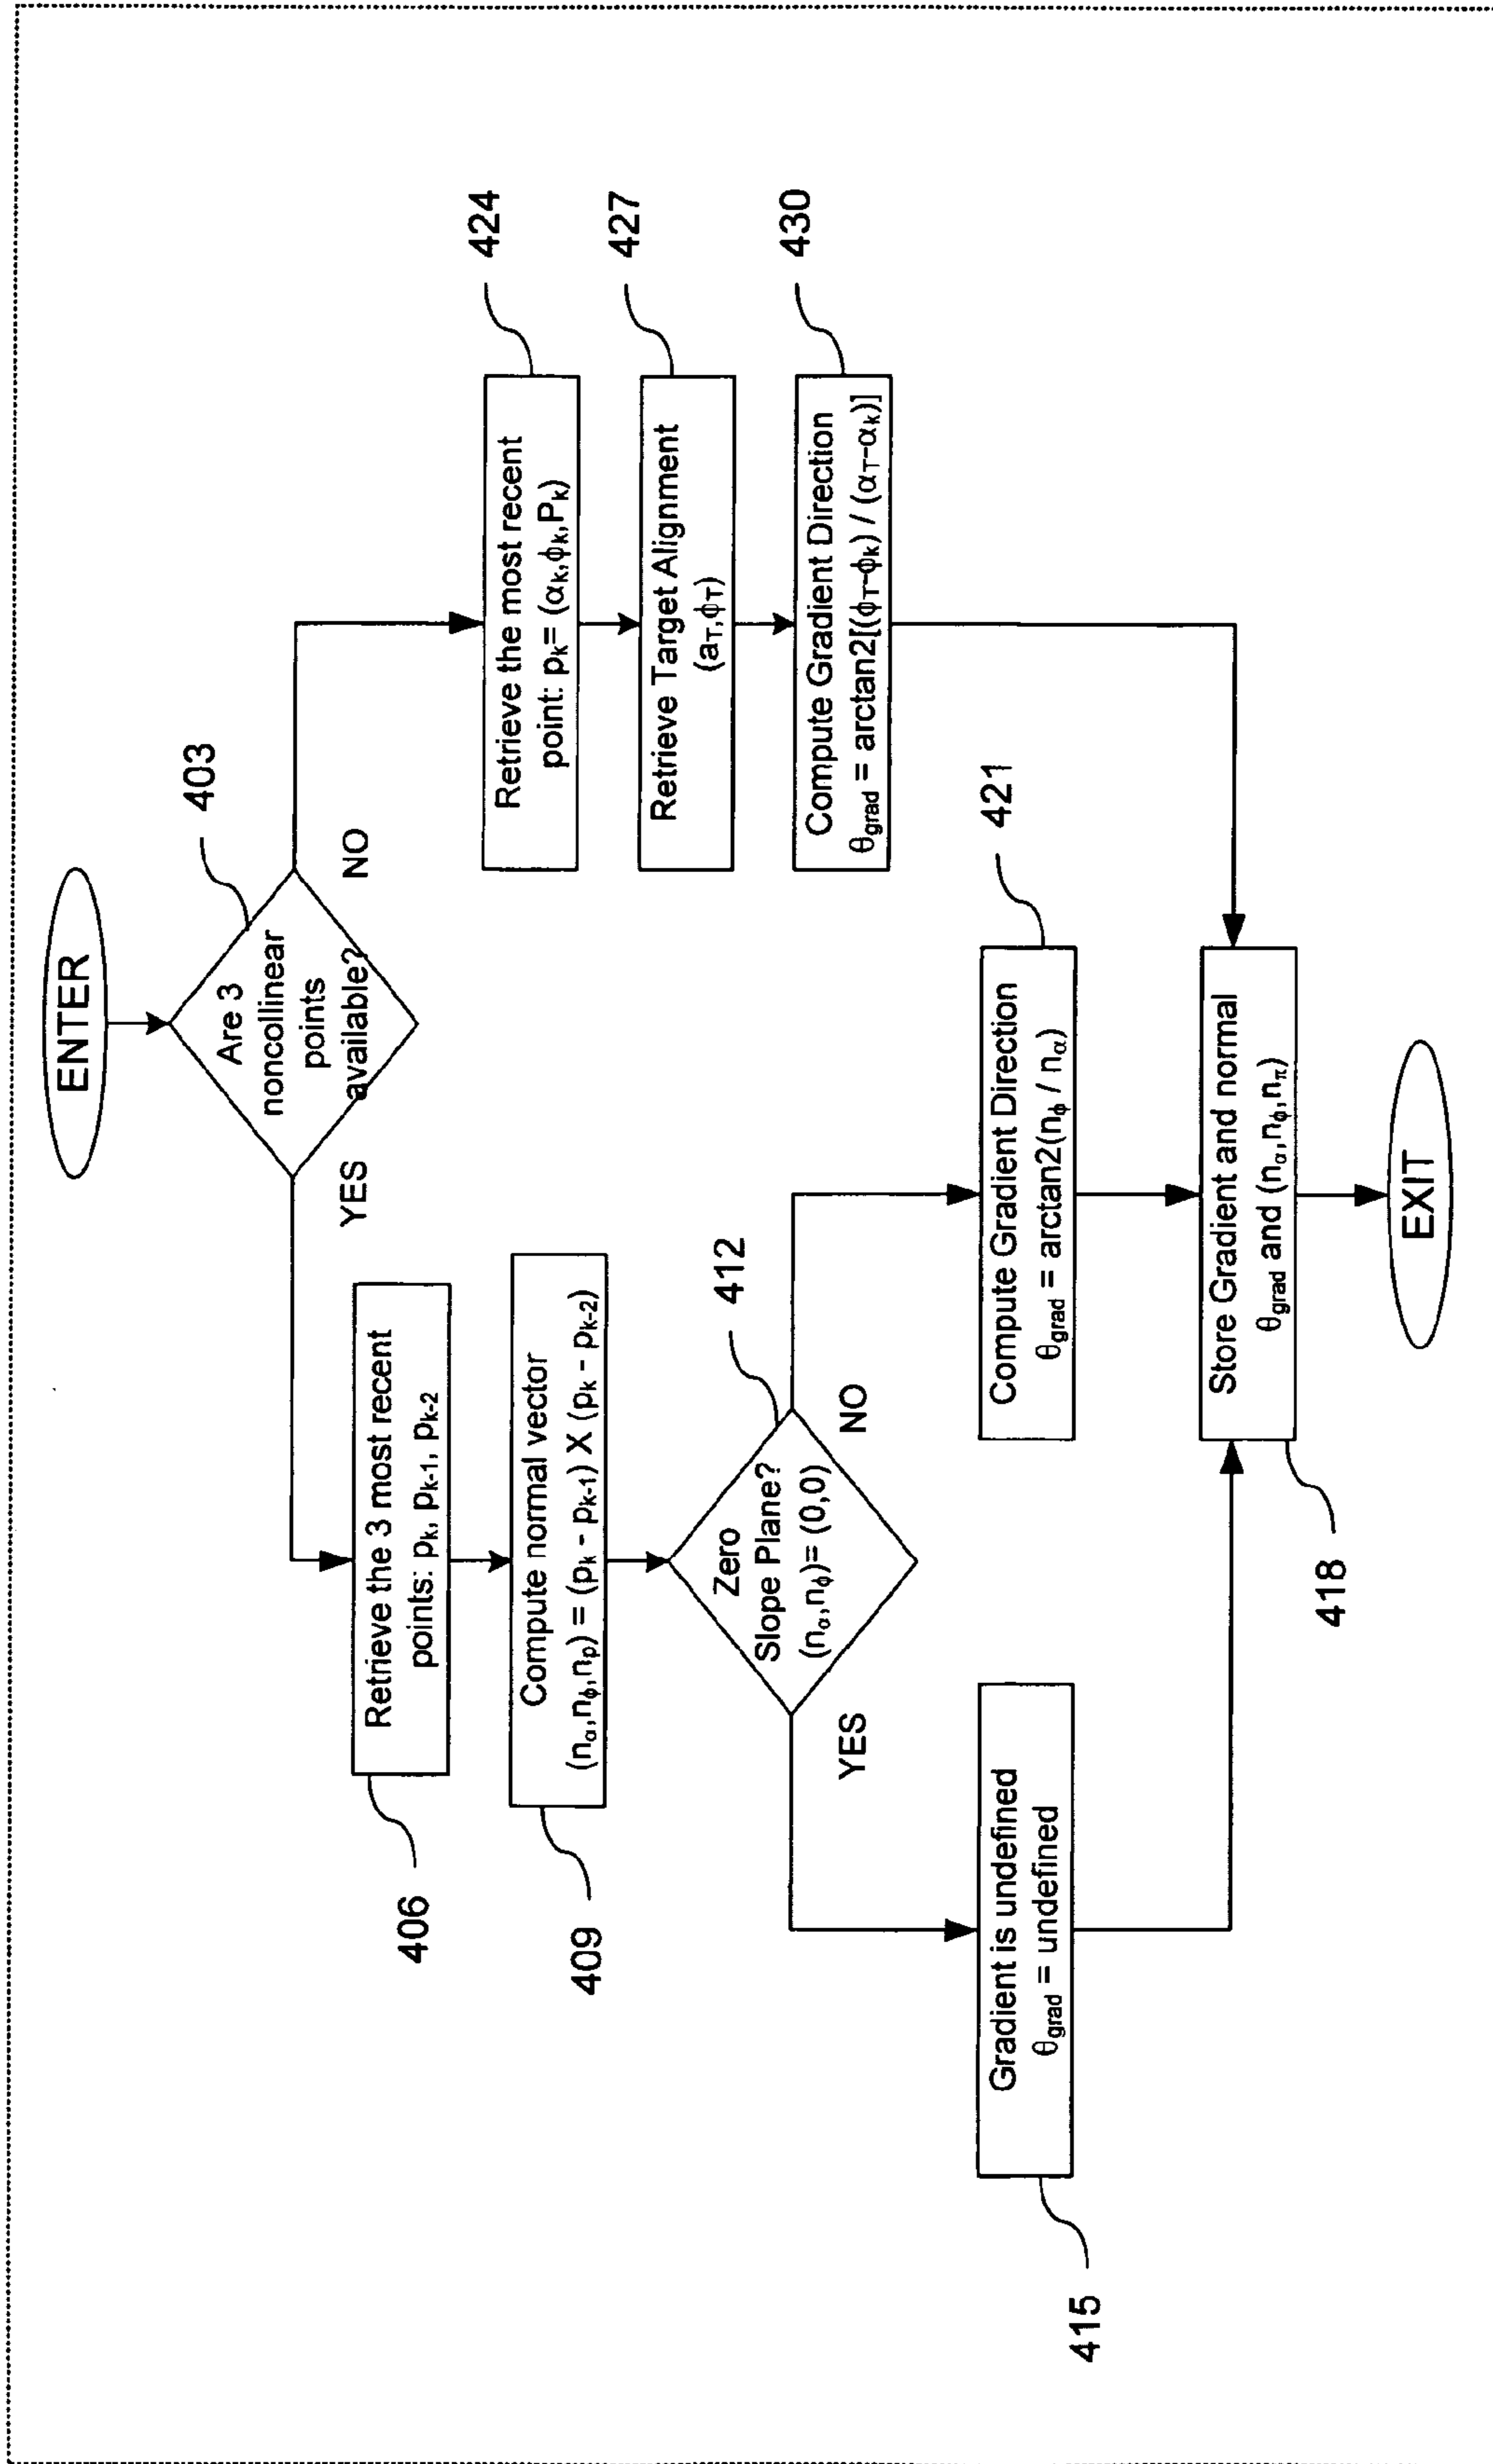 ENTER
403
Are 3
noncollinear
points
available?
YES
NO
406
Retrieve the 3 most recent
points: pₖ, pₖ₋₁, pₖ₋₂
409
Compute normal vector
(nα,nϕ,nₚ) = (pₖ - pₖ₋₁) X (pₖ - pₖ₋₂)
412
Zero
Slope Plane?
(nα,nϕ)= (0,0)
YES
NO
415
Gradient is undefined
θgrad = undefined
421
Compute Gradient Direction
θgrad = arctan2(nϕ / nα)
424
Retrieve the most recent
point: pₖ= (αₖ,ϕₖ,Pₖ)
427
Retrieve Target Alignment
(aT,ϕT)
430
Compute Gradient Direction
θgrad = arctan2[(ϕT-ϕₖ) / (αT-αₖ)]
418
Store Gradient and normal
θgrad and (nα,nϕ,nπ)
EXIT